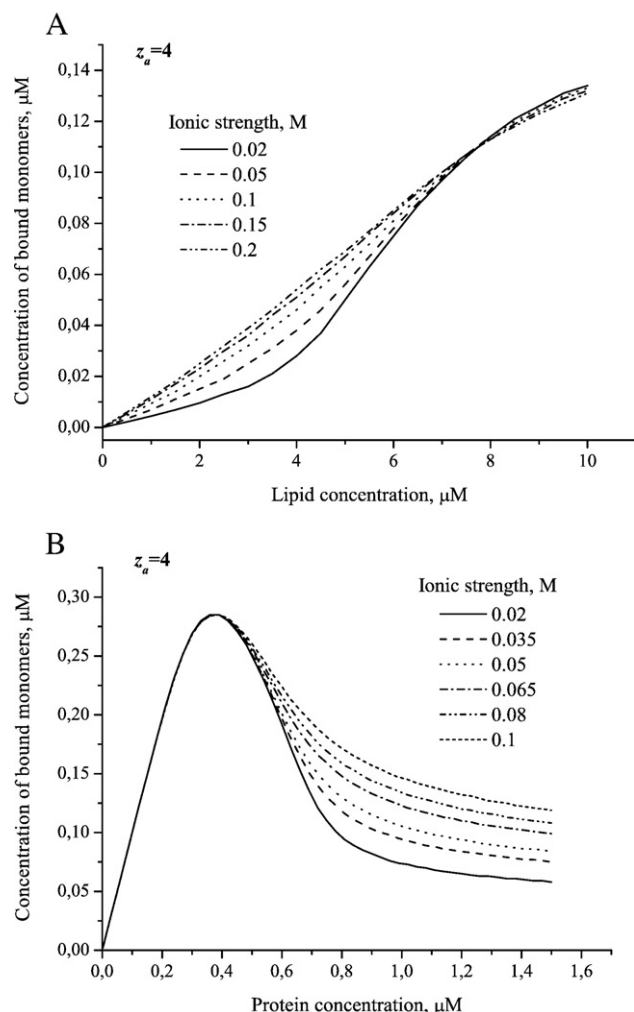 A
z_a=4
Concentration of bound monomers, μM
0,14
0,12
0,10
0,08
0,06
0,04
0,02
0,00
Ionic strength, M
0.02
0.05
0.1
0.15
0.2
0 2 4 6 8 10
Lipid concentration, μM
B
z_a=4
Concentration of bound monomers, μM
0,30
0,25
0,20
0,15
0,10
0,05
0,00
Ionic strength, M
0.02
0.035
0.05
0.065
0.08
0.1
0,0 0,2 0,4 0,6 0,8 1,0 1,2 1,4 1,6
Protein concentration, μM